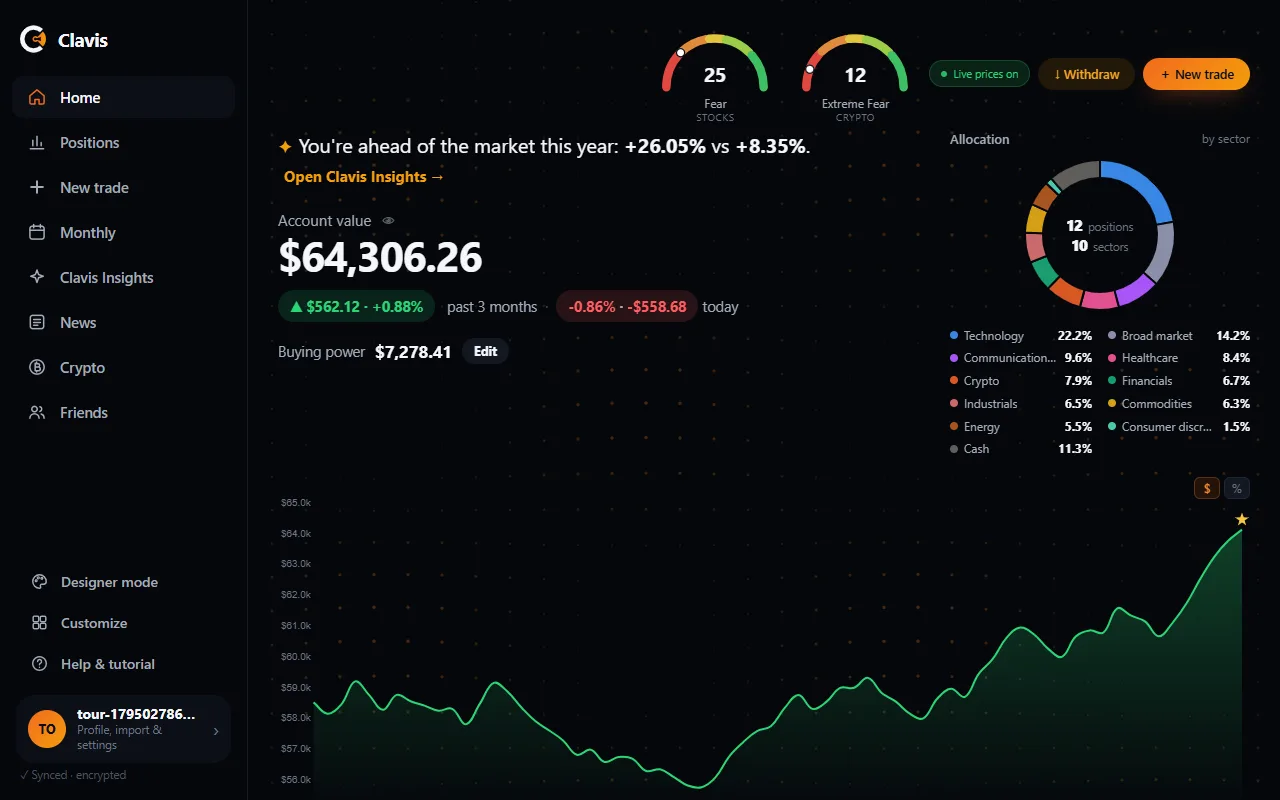 Clavis
Home
Positions
New trade
Monthly
Clavis Insights
News
Crypto
Friends
Designer mode
Customize
Help & tutorial
TO
tour-179502786...
Profile, import &
settings
✓ Synced · encrypted
25
Fear
STOCKS
12
Extreme Fear
CRYPTO
Live prices on
↓ Withdraw
+ New trade
✦ You're ahead of the market this year: +26.05% vs +8.35%.
Open Clavis Insights →
Account value
$64,306.26
▲ $562.12 · +0.88% past 3 months · -0.86% · -$558.68 today
Buying power $7,278.41 Edit
Allocation by sector
12 positions
10 sectors
Technology 22.2% Broad market 14.2%
Communication... 9.6% Healthcare 8.4%
Crypto 7.9% Financials 6.7%
Industrials 6.5% Commodities 6.3%
Energy 5.5% Consumer discr... 1.5%
Cash 11.3%
$ %
$65.0k
$64.0k
$63.0k
$62.0k
$61.0k
$60.0k
$59.0k
$58.0k
$57.0k
$56.0k